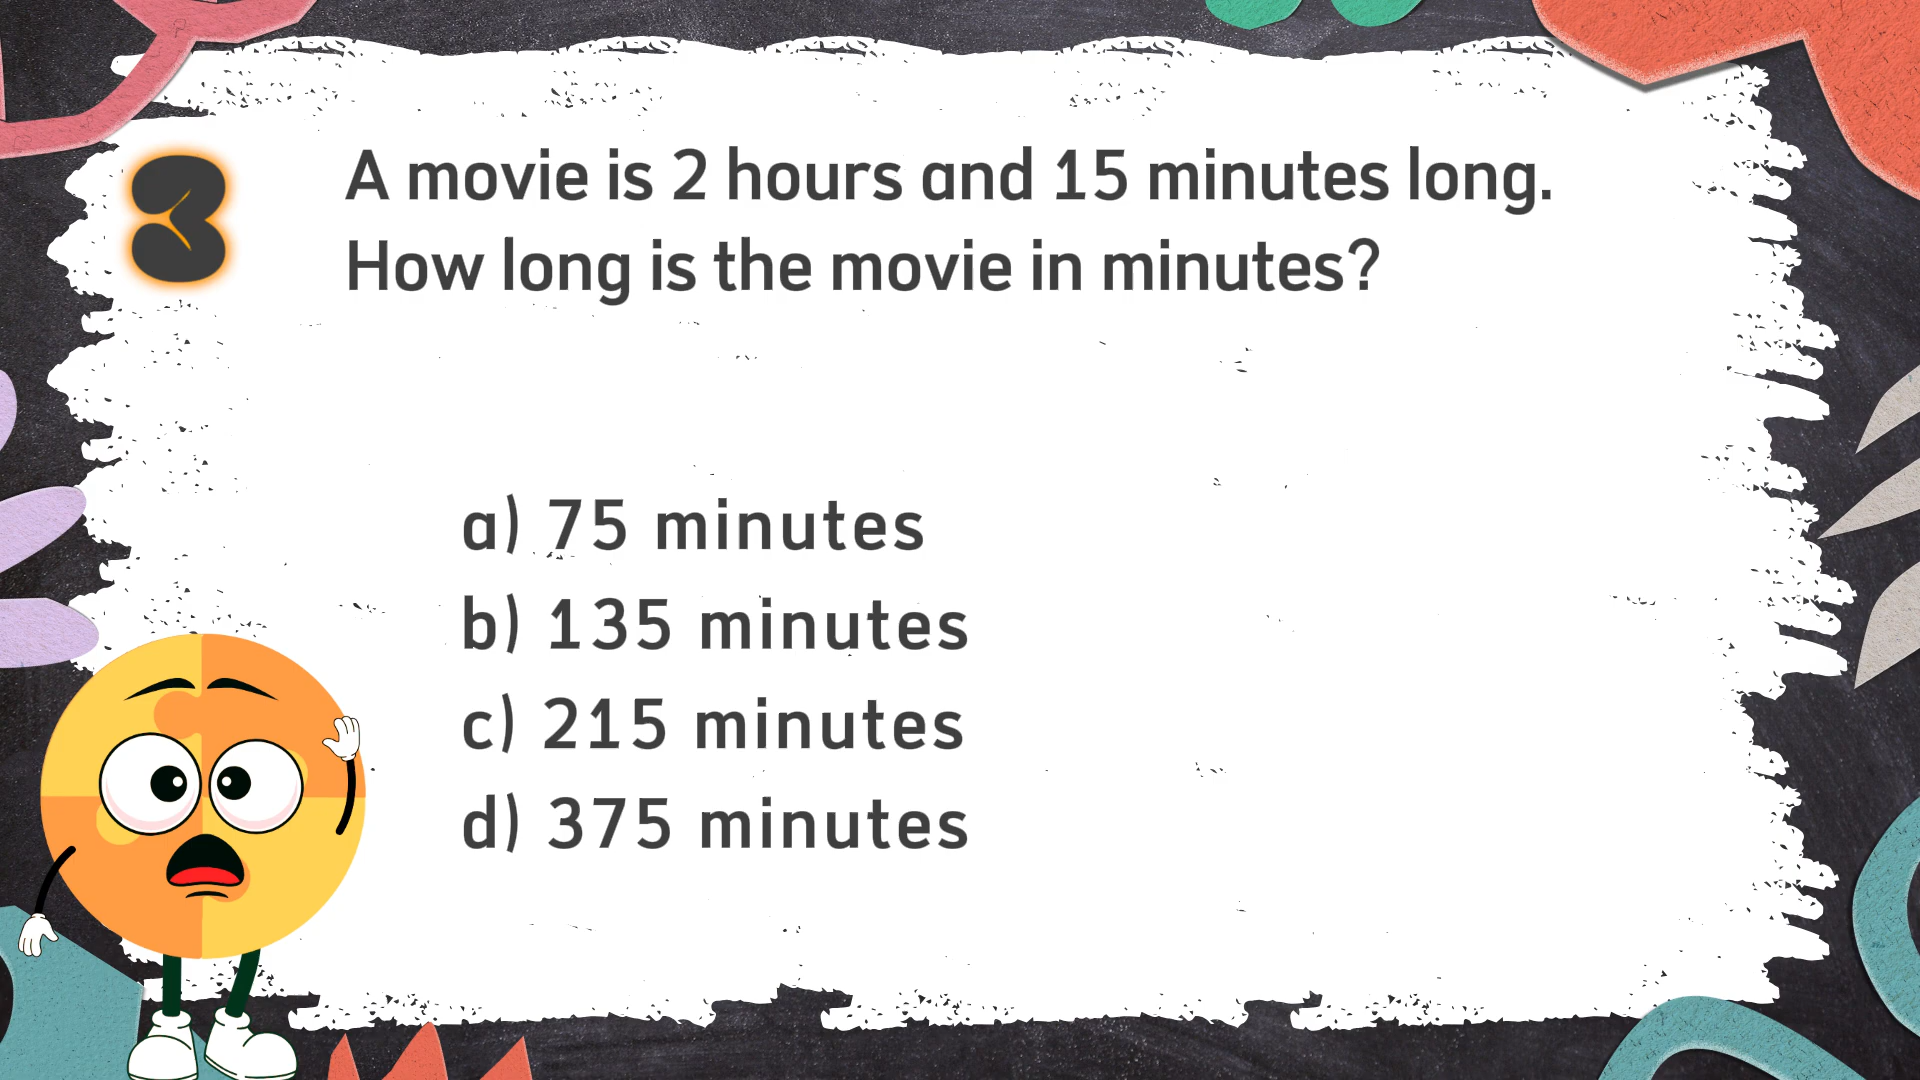 3
A movie is 2 hours and 15 minutes long.
How long is the movie in minutes?
a) 75 minutes
b) 135 minutes
c) 215 minutes
d) 375 minutes